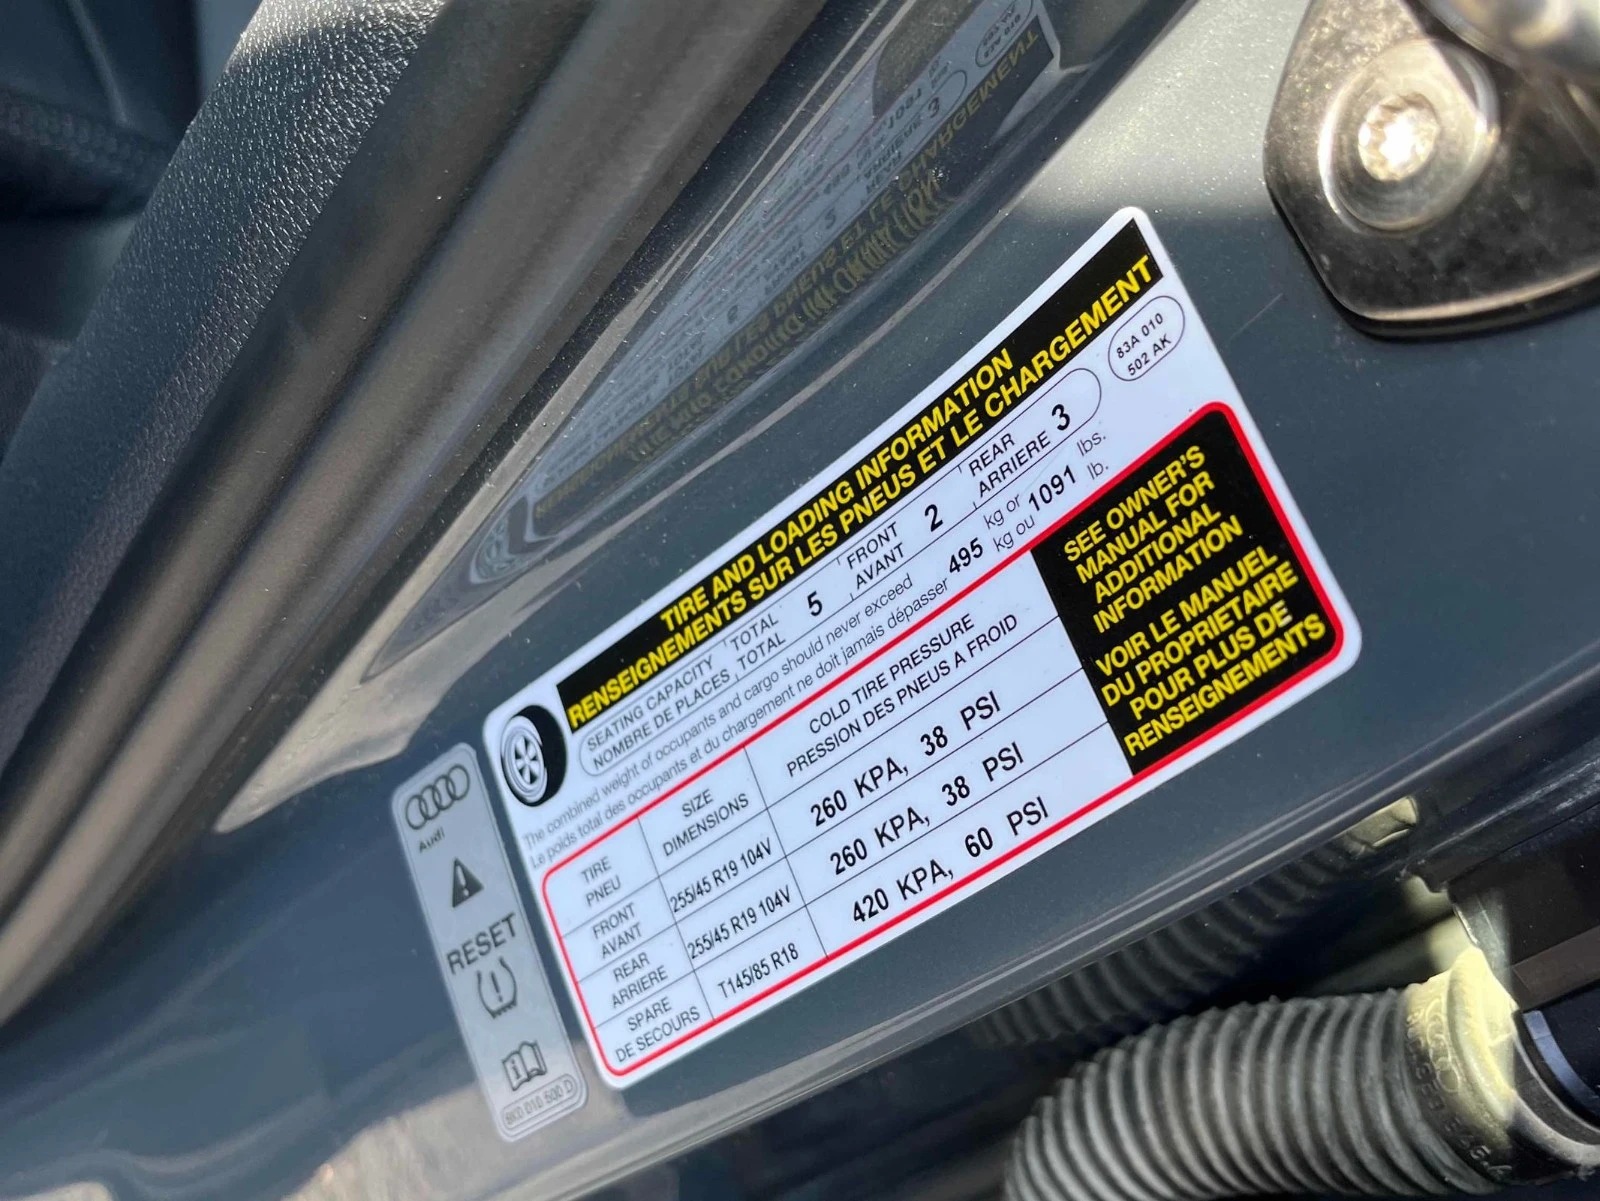 TIRE AND LOADING INFORMATION
RENSEIGNEMENTS SUR LES PNEUS ET LE CHARGEMENT
83A 010
502 AK
SEATING CAPACITY TOTAL 5 FRONT 2 REAR 3
NOMBRE DE PLACES TOTAL AVANT ARRIERE
The combined weight of occupants and cargo should never exceed 495 kg or 1091 lbs.
Le poids total des occupants et du chargement ne doit jamais dépasser kg ou lb.
TIRE SIZE COLD TIRE PRESSURE
PNEU DIMENSIONS PRESSION DES PNEUS A FROID
FRONT 255/45 R19 104V 260 KPA, 38 PSI
AVANT
REAR 255/45 R19 104V 260 KPA, 38 PSI
ARRIERE
SPARE T145/85 R18 420 KPA, 60 PSI
DE SECOURS
SEE OWNER'S
MANUAL FOR
ADDITIONAL
INFORMATION
VOIR LE MANUEL
DU PROPRIETAIRE
POUR PLUS DE
RENSEIGNEMENTS
Audi
RESET
8K0 010 500 D